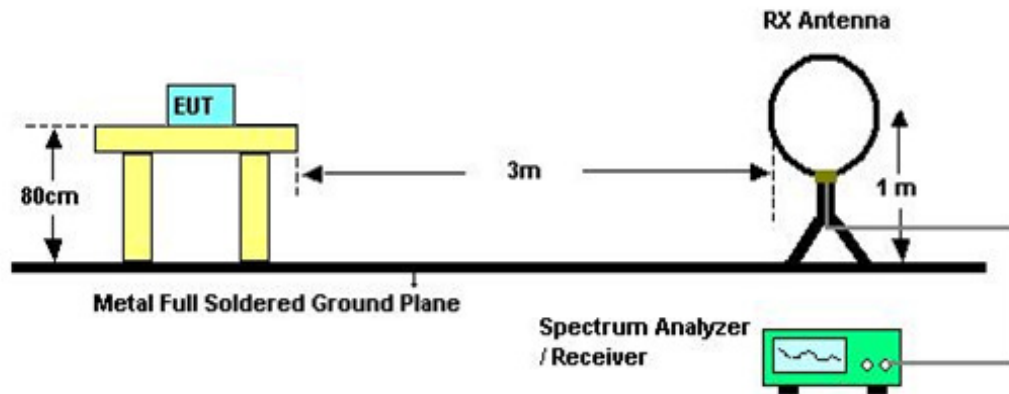 RX Antenna
EUT
80cm
3m
1 m
Metal Full Soldered Ground Plane
Spectrum Analyzer
/ Receiver